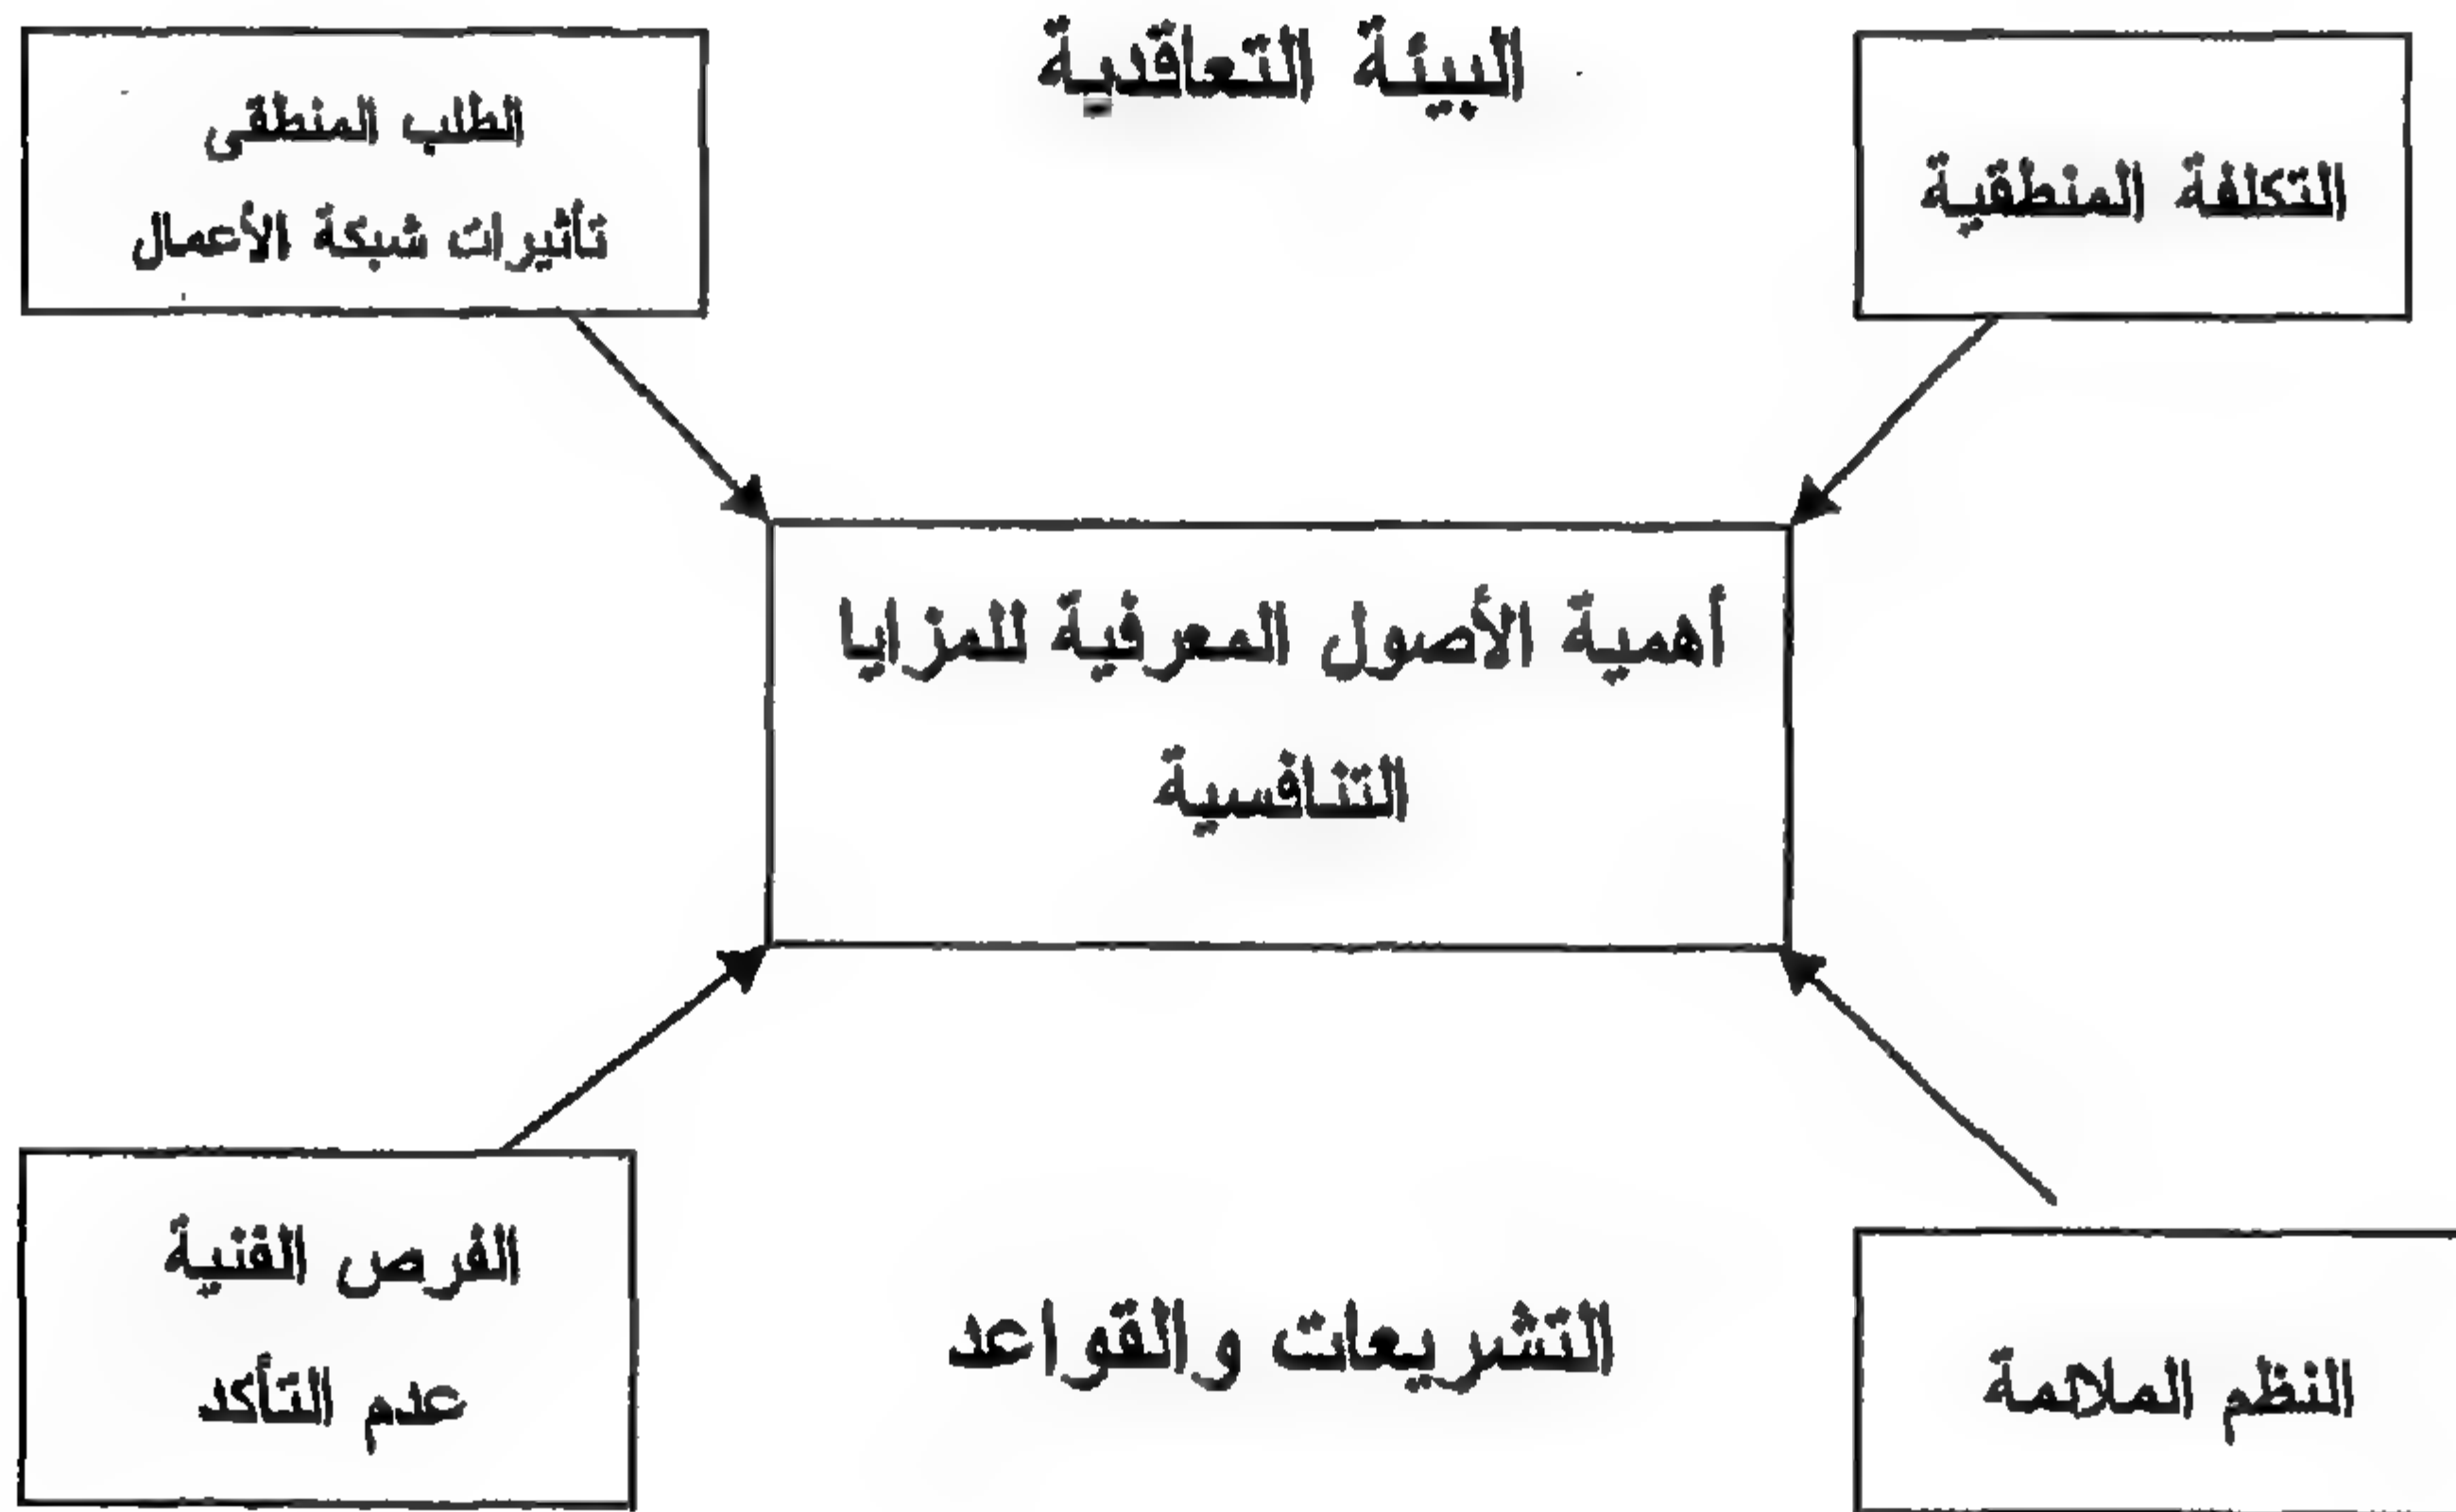 البيئة التعاقدية
التكلفة المنطقية
الطلب المنطقى
تأثيرات شبكة الأعمال
أهمية الأصول المعرفية للمزايا
التنافسية
النظم الملائمة
التشريعات والقواعد
الفرص الفنية
عدم التأكد